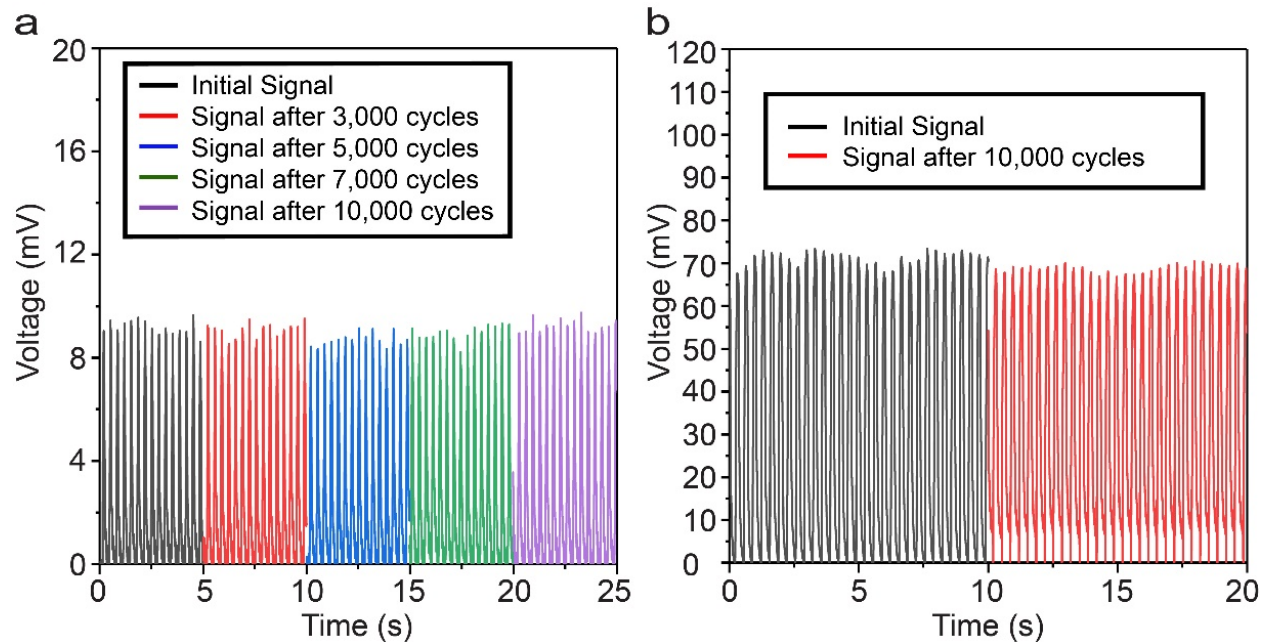 a
20
16
12
8
4
0
Voltage (mV)
Initial Signal
Signal after 3,000 cycles
Signal after 5,000 cycles
Signal after 7,000 cycles
Signal after 10,000 cycles
0 5 10 15 20 25
Time (s)
b
120
110
100
90
80
70
60
50
40
30
20
10
0
Voltage (mV)
Initial Signal
Signal after 10,000 cycles
0 5 10 15 20
Time (s)